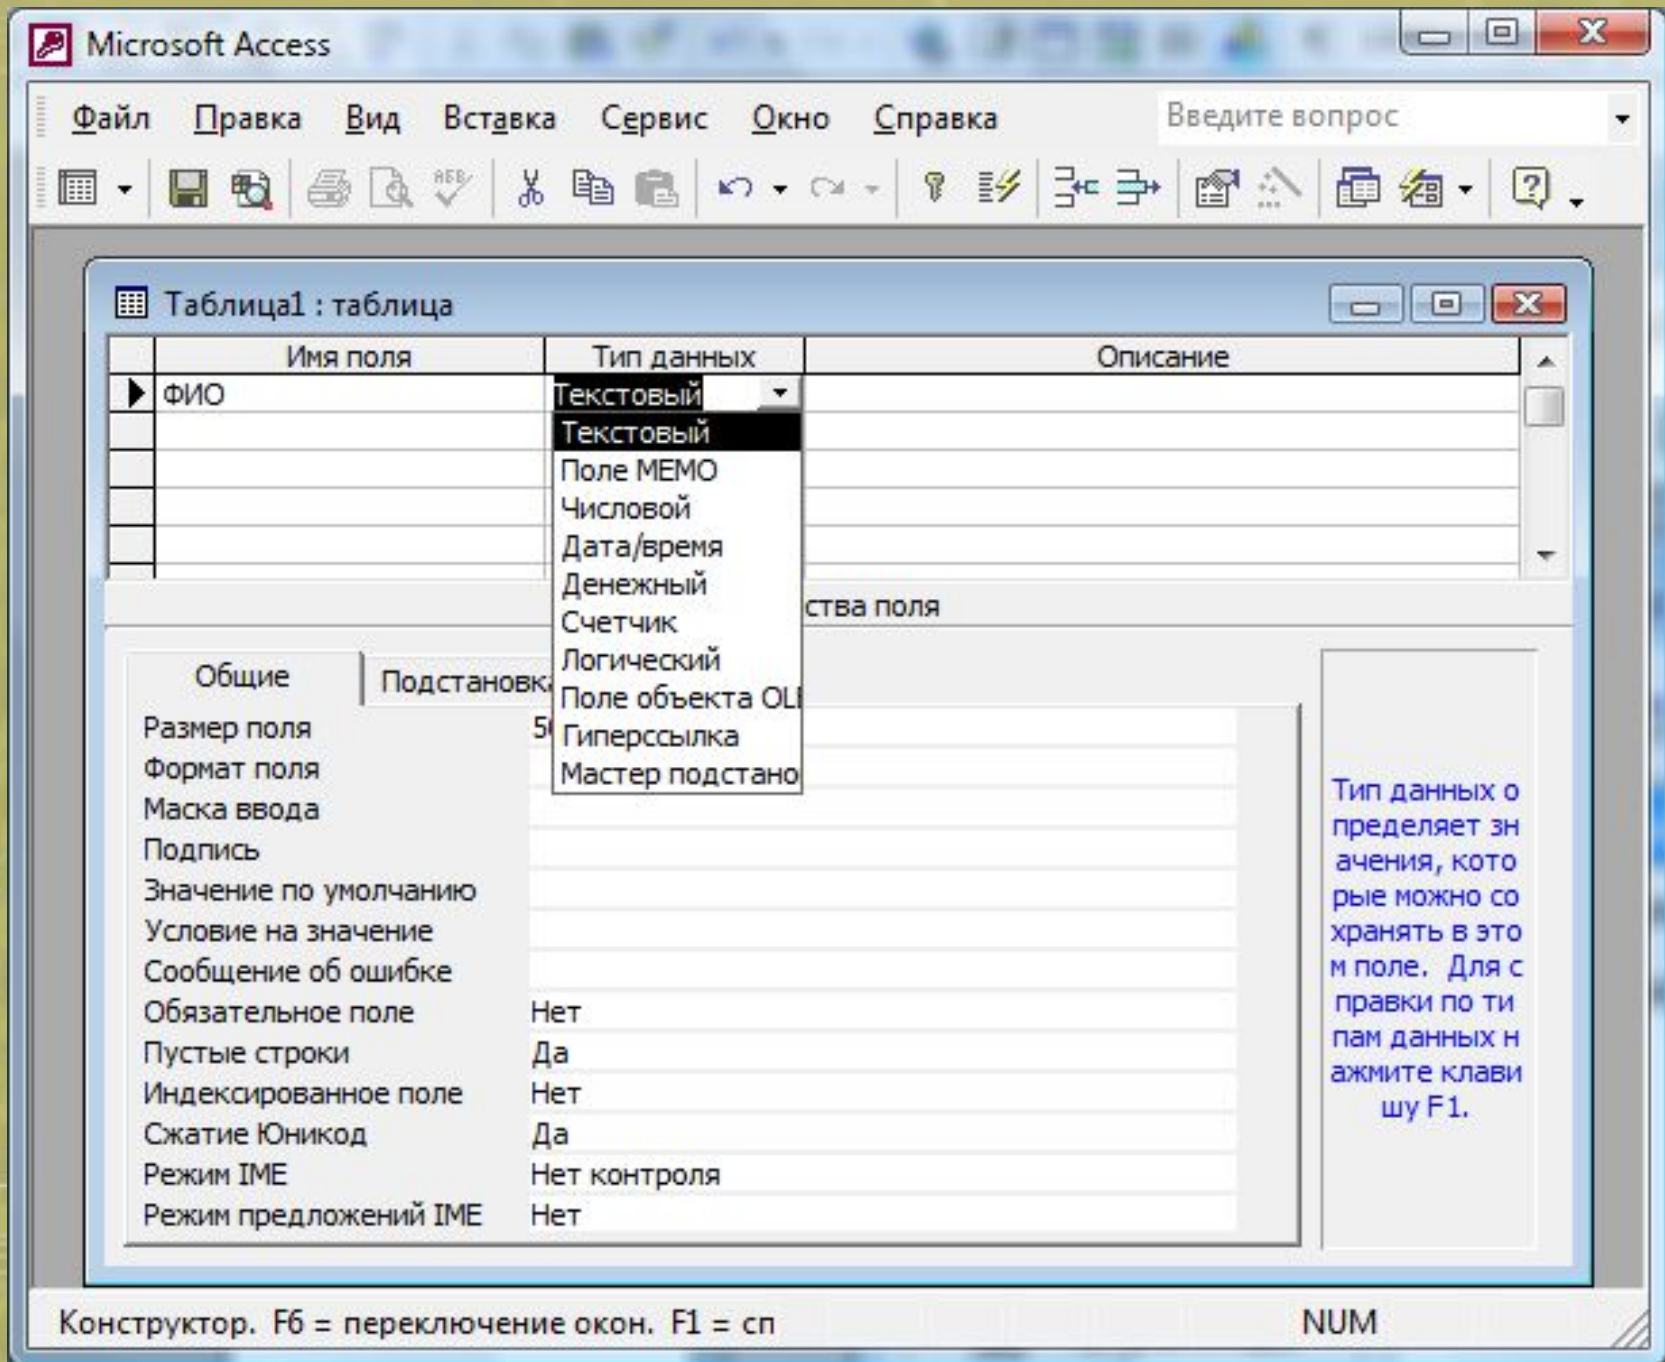 Microsoft Access
Файл Правка Вид Вставка Сервис Окно Справка Введите вопрос
Таблица1 : таблица
Имя поля Тип данных Описание
ФИО Текстовый
Текстовый
Поле MEMO
Числовой
Дата/время
Денежный
Счетчик
Логический
Поле объекта OLE
Гиперссылка
Мастер подстано
ства поля
Общие Подстановка
Размер поля
Формат поля
Маска ввода
Подпись
Значение по умолчанию
Условие на значение
Сообщение об ошибке
Обязательное поле Нет
Пустые строки Да
Индексированное поле Нет
Сжатие Юникод Да
Режим IME Нет контроля
Режим предложений IME Нет
Тип данных о
пределяет зн
ачения, кото
рые можно со
хранять в это
м поле. Для с
правки по ти
пам данных н
ажмите клави
шу F1.
Конструктор. F6 = переключение окон. F1 = сп NUM